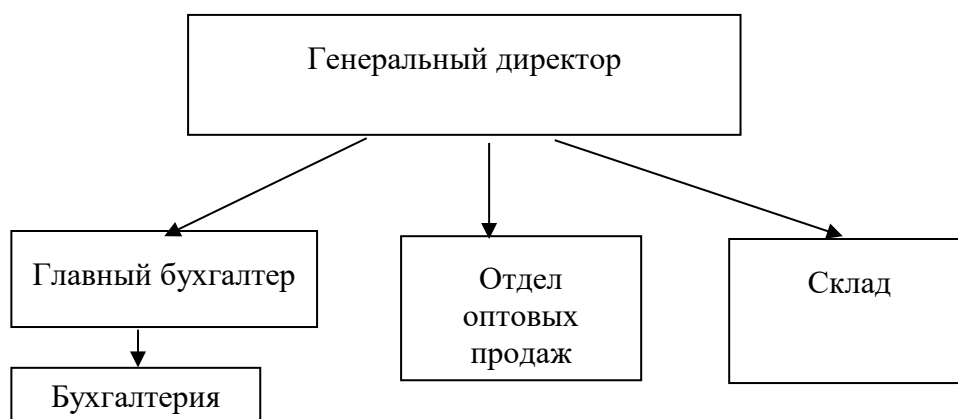 Генеральный директор
Главный бухгалтер
Отдел
оптовых
продаж
Склад
Бухгалтерия